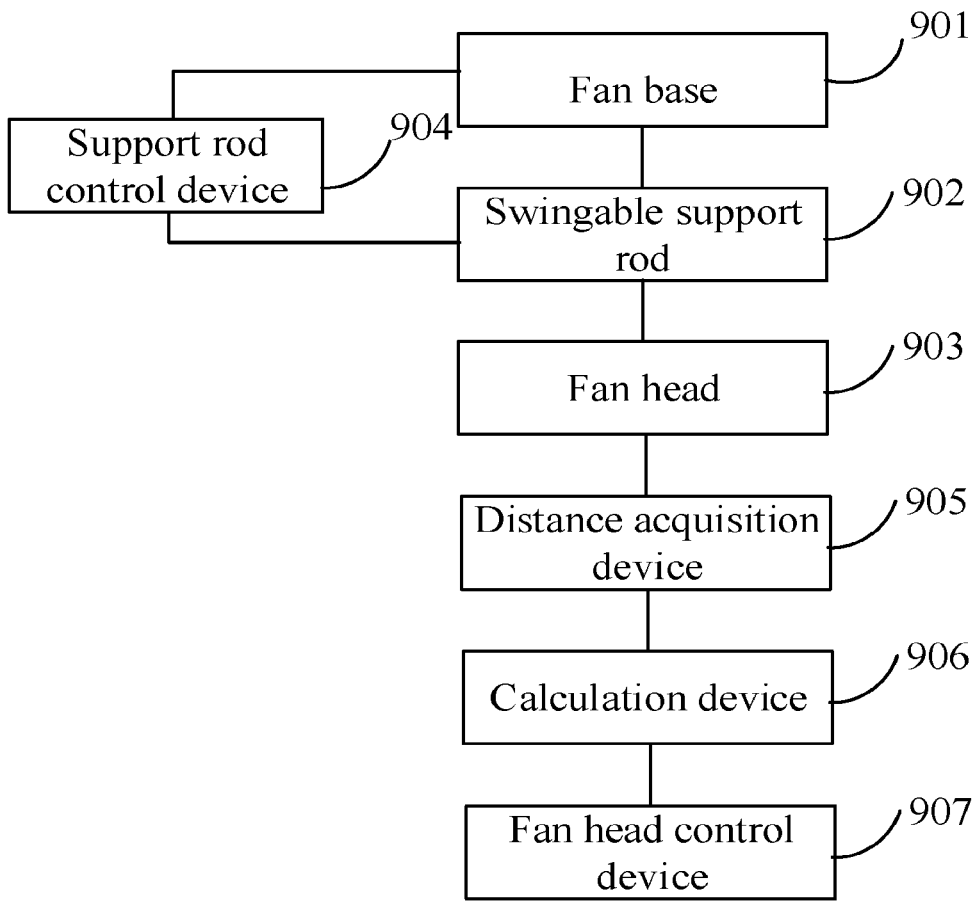 901
Fan base
904
Support rod
control device
902
Swingable support
rod
903
Fan head
905
Distance acquisition
device
906
Calculation device
907
Fan head control
device